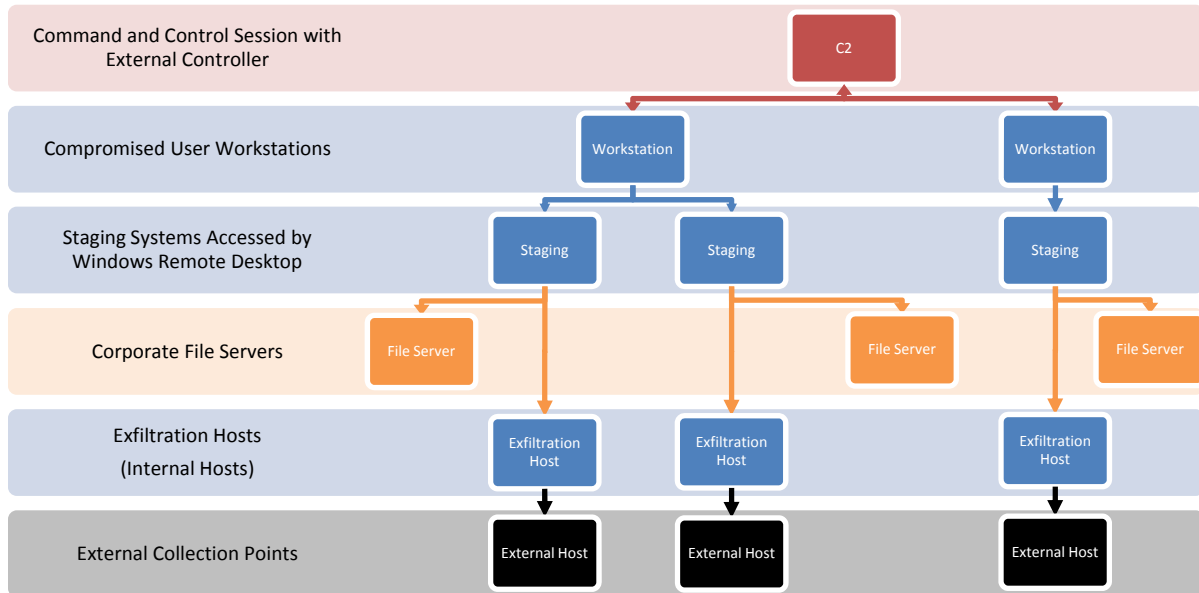 Command and Control Session with
External Controller
C2
Compromised User Workstations
Workstation
Workstation
Staging Systems Accessed by
Windows Remote Desktop
Staging
Staging
Staging
Corporate File Servers
File Server
File Server
File Server
Exfiltration Hosts
(Internal Hosts)
Exfiltration
Host
Exfiltration
Host
Exfiltration
Host
External Collection Points
External Host
External Host
External Host